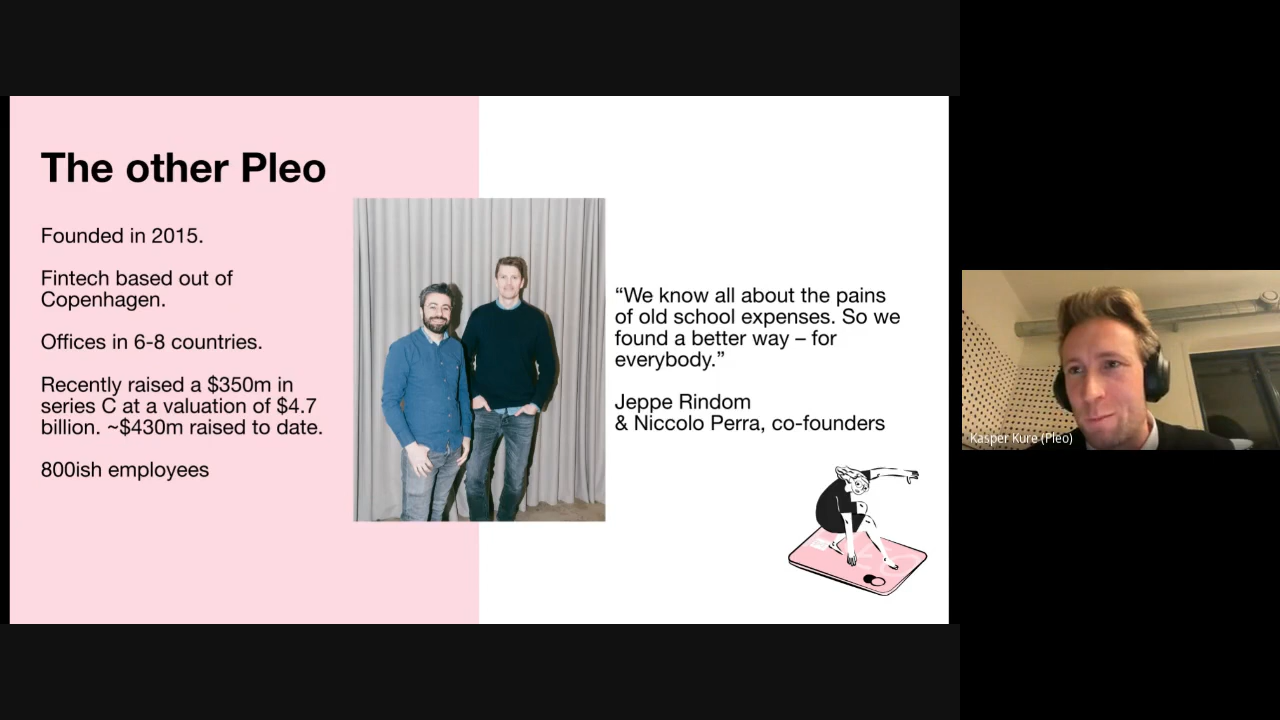 The other Pleo
Founded in 2015.
Fintech based out of
Copenhagen.
Offices in 6-8 countries.
Recently raised a $350m in
series C at a valuation of $4.7
billion. ~$430m raised to date.
800ish employees
“We know all about the pains
of old school expenses. So we
found a better way – for
everybody.”
Jeppe Rindom
& Niccolo Perra, co-founders
Kasper Kure (Pleo)